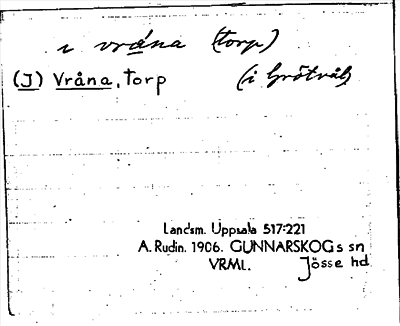 i vråna (torp)
(J) Vråna, torp (i Grötvål)
Landsm. Uppsala 517:221
A. Rudin. 1906. GUNNARSKOGs sn
VRML. Jösse hd